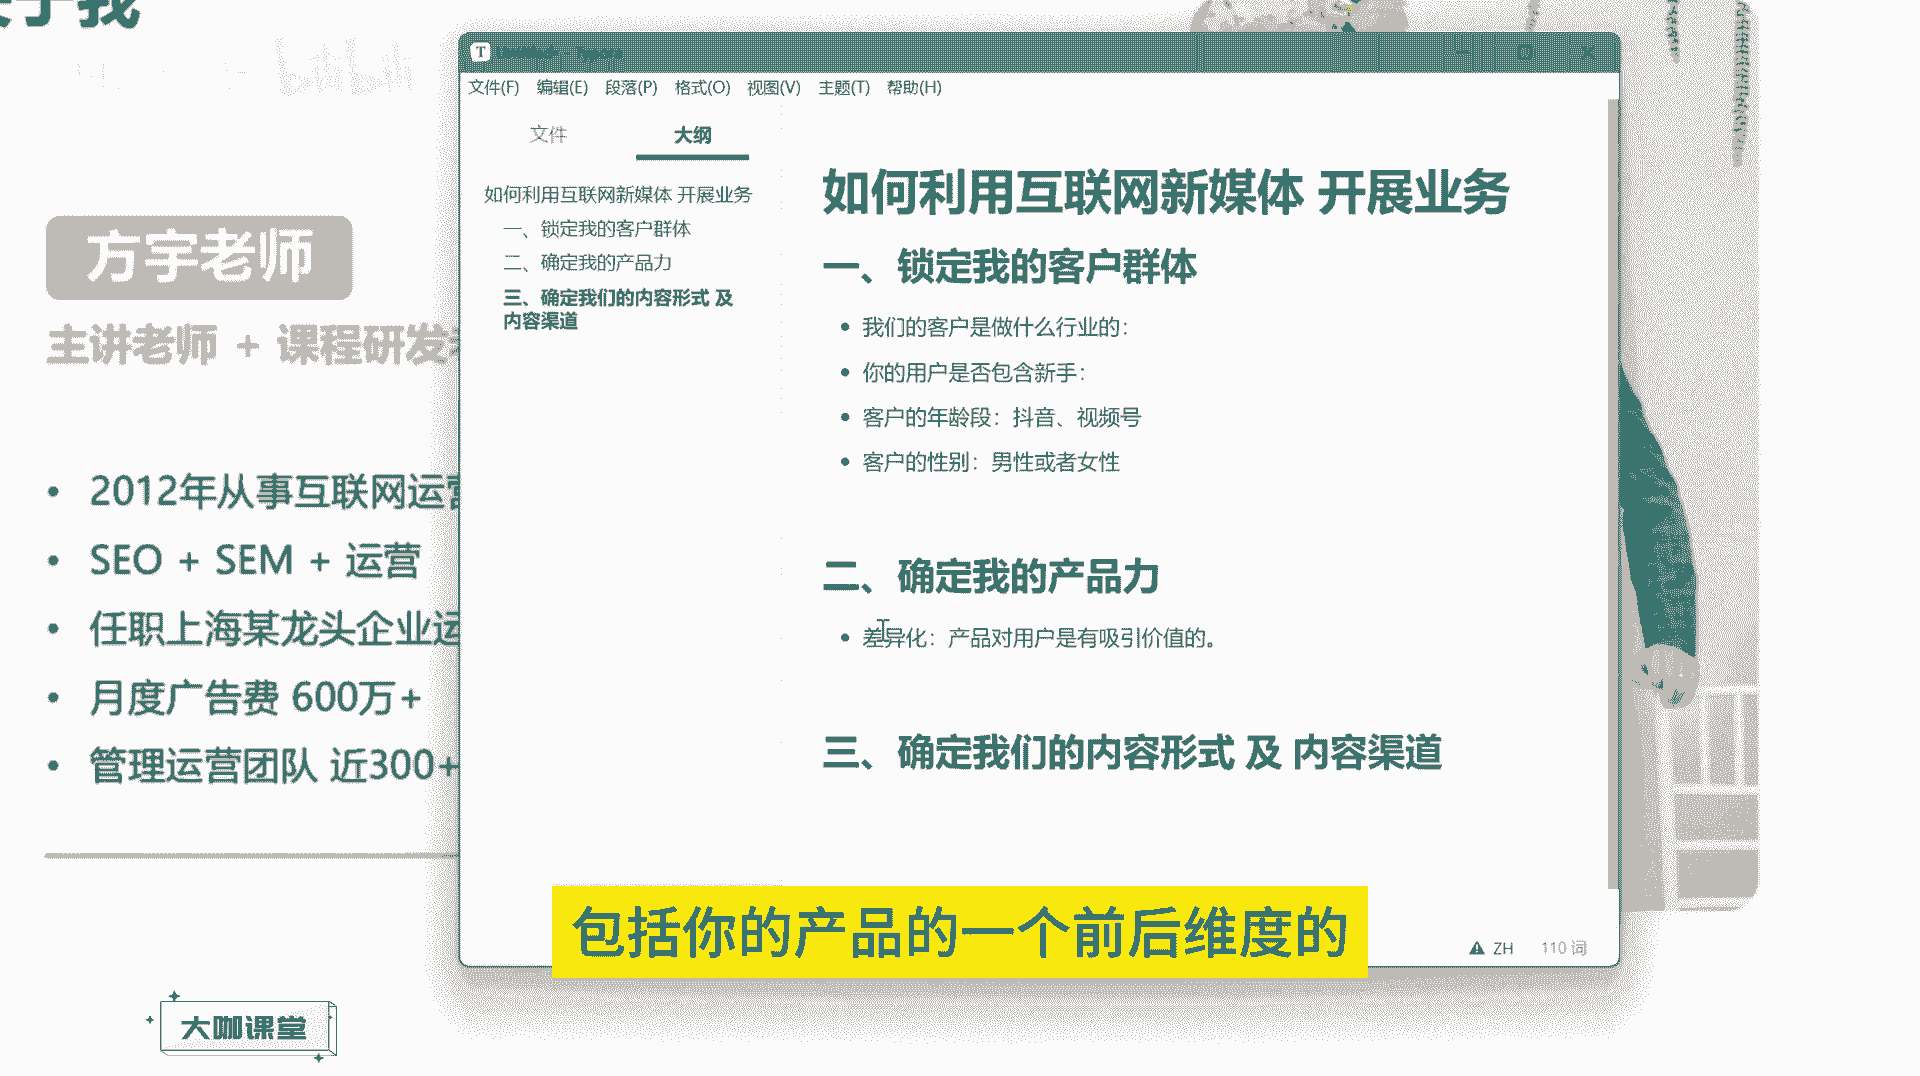 方宇老师
主讲老师 + 课程研发
2012年从事互联网运营
SEO + SEM + 运营
任职上海某龙头企业运
月度广告费 600万+
管理运营团队 近300+
大咖课堂
文件(F) 编辑(E) 段落(P) 格式(O) 视图(V) 主题(T) 帮助(H)
文件 大纲
如何利用互联网新媒体 开展业务
一、锁定我的客户群体
二、确定我的产品力
三、确定我们的内容形式 及
内容渠道
如何利用互联网新媒体 开展业务
一、锁定我的客户群体
我们的客户是做什么行业的：
你的用户是否包含新手：
客户的年龄段：抖音、视频号
客户的性别：男性或者女性
二、确定我的产品力
差异化：产品对用户是有吸引价值的。
三、确定我们的内容形式 及 内容渠道
包括你的产品的一个前后维度的
ZH 110 词